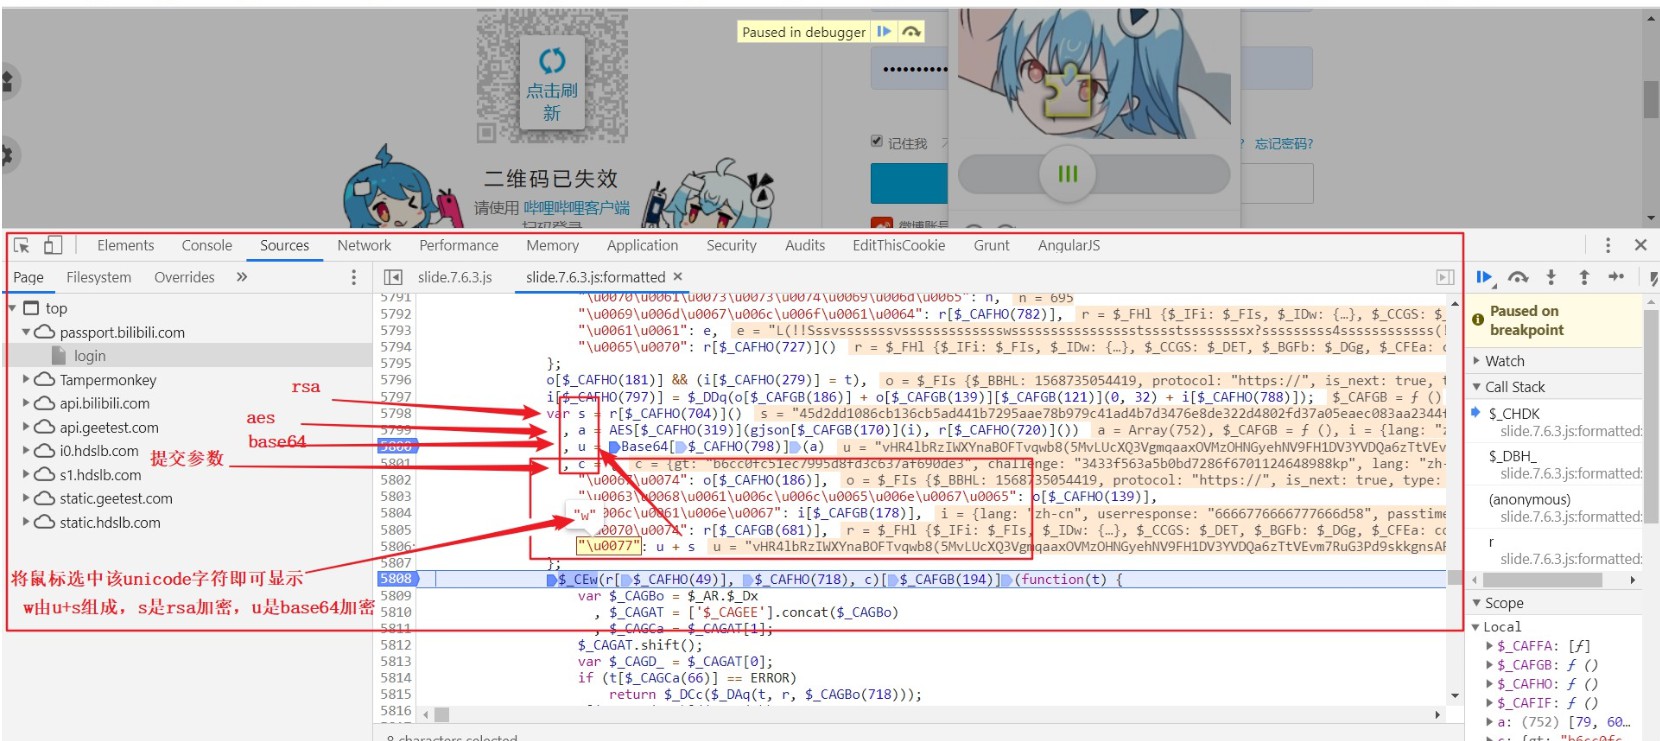 Paused in debugger
点击刷
新
二维码已失效
请使用 哔哩哔哩客户端
扫码登录
记住我
忘记密码?
微博账号
Elements Console Sources Network Performance Memory Application Security Audits EditThisCookie Grunt AngularJS
Page Filesystem Overrides »
slide.7.6.3.js slide.7.6.3.js:formatted ×
top
passport.bilibili.com
login
Tampermonkey
api.bilibili.com
api.geetest.com
i0.hdslb.com
s1.hdslb.com
static.geetest.com
static.hdslb.com
rsa
aes
base64
提交参数
将鼠标选中该unicode字符即可显示
w由u+s组成，s是rsa加密，u是base64加密
5791 "\u0070\u0061\u0073\u0073\u0074\u0069\u006d\u0065": n, n = 695
5792 "\u0069\u006d\u0067\u006c\u006f\u0061\u0064": r[$_CAFHO(782)], r = $_FHl {$_IFi: $_FIs, $_IDw: {…}, $_CCGS: $_
5793 "\u0061\u0061": e, e = "L(!!Sssvsssssssvssssssssssssswssssssssssssssstsssstssssssssx?sssssssss4ssssssssssss(!
5794 "\u0065\u0070": r[$_CAFHO(727)]() r = $_FHl {$_IFi: $_FIs, $_IDw: {…}, $_CCGS: $_DET, $_BGFb: $_DGg, $_CFEa: c
5795 };
5796 o[$_CAFHO(181)] && (i[$_CAFHO(279)] = t), o = $_FIs {$_BBHL: 1568735054419, protocol: "https://", is_next: true, t
5797 i[$_CAFHO(797)] = $_DDq(o[$_CAFGB(186)] + o[$_CAFGB(139)][$_CAFGB(121)](0, 32) + i[$_CAFHO(788)]); $_CAFGB = ƒ ()
5798 var s = r[$_CAFHO(704)]() s = "45d2dd1086cb136cb5ad441b7295aae78b979c41ad4b7d3476e8de322d4802fd37a05eaec083aa2344f
5799 , a = AES[$_CAFHO(319)](gjson[$_CAFGB(170)](i), r[$_CAFHO(720)]()) a = Array(752), $_CAFGB = ƒ (), i = {lang: "z
5800 , u = Base64[$_CAFHO(798)](a) u = "vHR4lbRzIWXYnaBOFTvqwb8(5MvLUcXQ3VgmqaaxOVMzOHNGyehNV9FH1DV3YVDQa6zTtVEv
5801 , c = c = {gt: "b6cc0fc51ec7995d8fd3c637af690de3", challenge: "3433f563a5b0bd7286f6701124648988kp", lang: "zh-
5802 "\u0067\u0074": o[$_CAFGB(186)], o = $_FIs {$_BBHL: 1568735054419, protocol: "https://", is_next: true, type:
5803 "\u0063\u0068\u0061\u006c\u006c\u0065\u006e\u0067\u0065": o[$_CAFGB(139)],
5804 "w" 006c\u0061\u006e\u0067": i[$_CAFGB(178)], i = {lang: "zh-cn", userresponse: "66667766667777666d58", passtime
5805 0070\u0074": r[$_CAFGB(681)], r = $_FHl {$_IFi: $_FIs, $_IDw: {…}, $_CCGS: $_DET, $_BGFb: $_DGg, $_CFEa: cc
5806 "\u0077": u + s u = "vHR4lbRzIWXYnaBOFTvqwb8(5MvLUcXQ3VgmqaaxOVMzOHNGyehNV9FH1DV3YVDQa6zTtVEvm7RuG3Pd9skkgnsAF
5807 };
5808 $_CEw(r[$_CAFHO(49)], $_CAFHO(718), c)[$_CAFGB(194)](function(t) {
5809 var $_CAGBo = $_AR.$_Dx
5810 , $_CAGAT = ['$_CAGEE'].concat($_CAGBo)
5811 , $_CAGCa = $_CAGAT[1];
5812 $_CAGAT.shift();
5813 var $_CAGD_ = $_CAGAT[0];
5814 if (t[$_CAGCa(66)] == ERROR)
5815 return $_DCc($_DAq(t, r, $_CAGBo(718)));
5816
8 characters selected
Paused on
breakpoint
Watch
Call Stack
$_CHDK
slide.7.6.3.js:formatted:
$_DBH_
slide.7.6.3.js:formatted:
(anonymous)
slide.7.6.3.js:formatted:
r
slide.7.6.3.js:formatted:
Scope
Local
$_CAFFA: [ƒ]
$_CAFGB: ƒ ()
$_CAFHO: ƒ ()
$_CAFIF: ƒ ()
a: (752) [79, 60…
c: {gt: "b6cc0fc